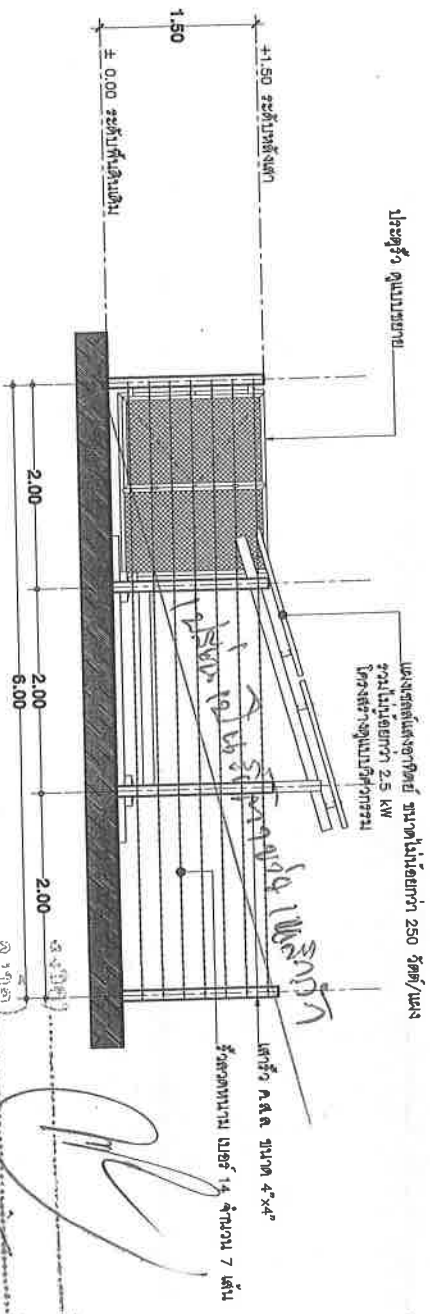 ประตูรั้ว ดูแบบขยาย
แผงเซลล์แสงอาทิตย์ ขนาดไม่น้อยกว่า 250 วัตต์/แผง
รวมไม่น้อยกว่า 2.5 kW
โครงสร้างดูแบบวิศวกรรม
+1.50 ระดับหลังเสา
1.50
± 0.00 ระดับพื้นดินเดิม
เสารั้ว ค.ส.ล ขนาด 4"x4"
รั้วลวดหนาม เบอร์ 14 จำนวน 7 เส้น
2.00
2.00
2.00
6.00